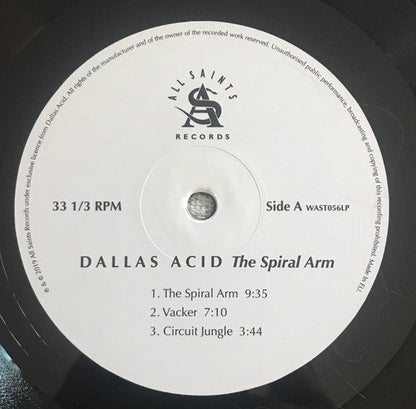 ALL SAINTS
AS
RECORDS
33 1/3 RPM
Side A WAST056LP
DALLAS ACID The Spiral Arm
1. The Spiral Arm 9:35
2. Vacker 7:10
3. Circuit Jungle 3:44
℗ & © 2019 All Saints Records under exclusive licence from Dallas Acid. All rights of the manufacturer and of the owner of the recorded work reserved. Unauthorised public performance, broadcasting and copying of this recording prohibited. Made in EU.